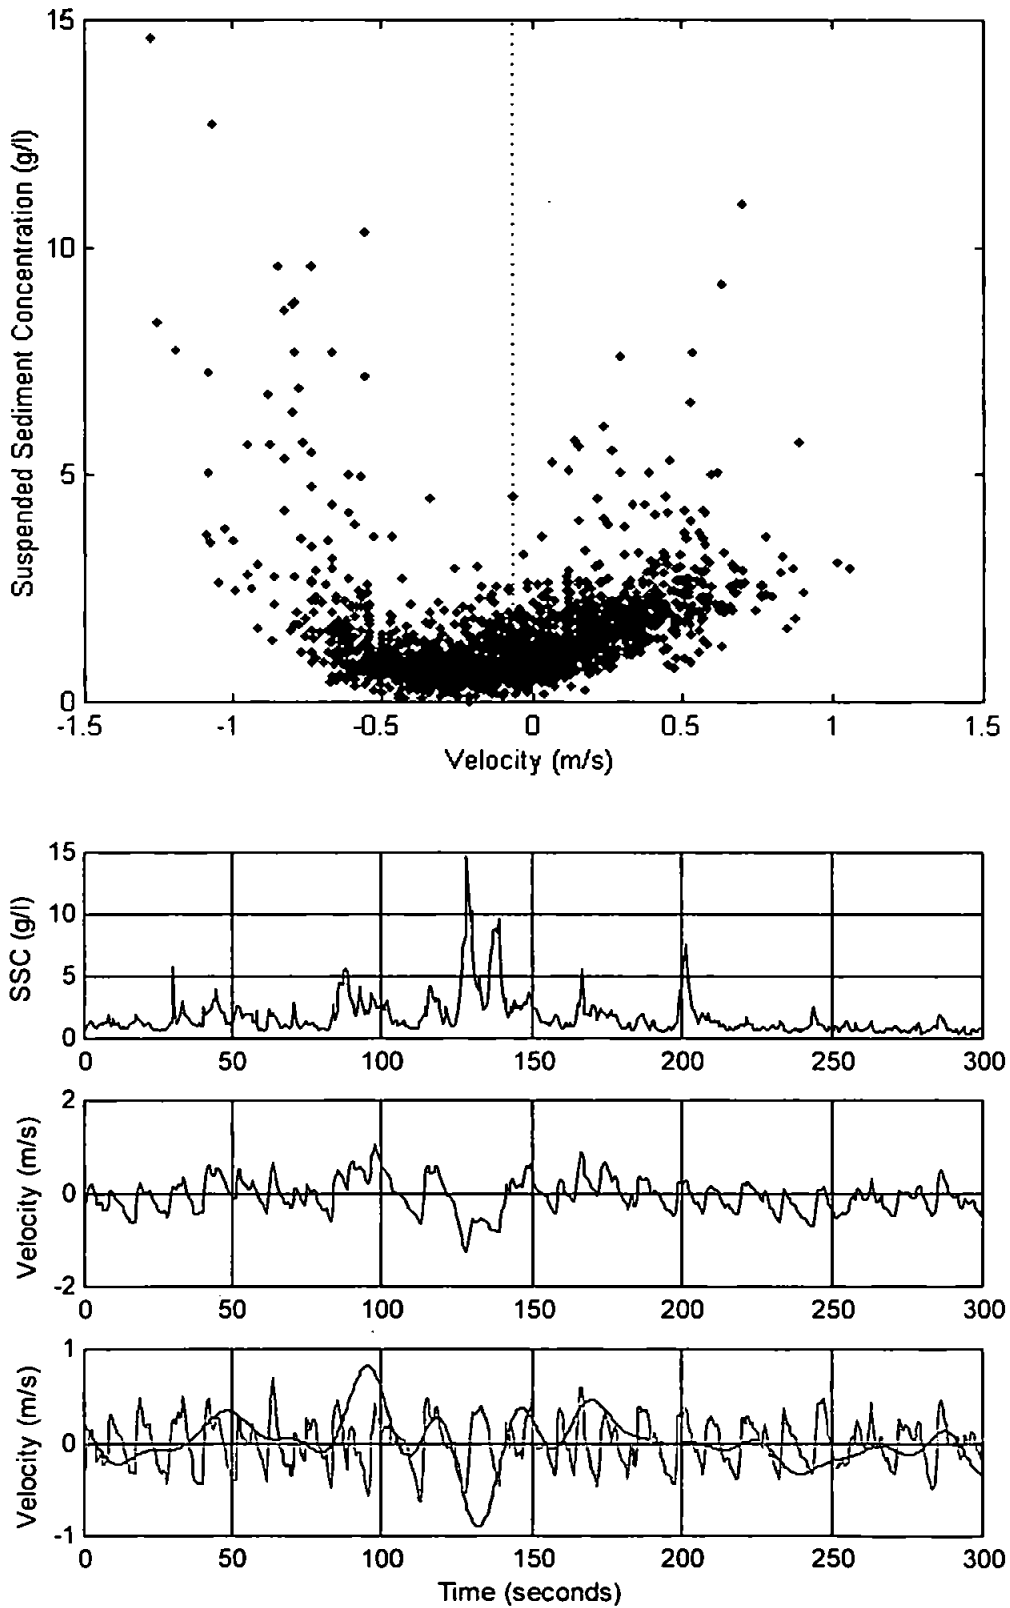 15
10
5
0
Suspended Sediment Concentration (g/l)
-1.5 -1 -0.5 0 0.5 1 1.5
Velocity (m/s)
15
10
5
0
SSC (g/l)
0 50 100 150 200 250 300
2
0
-2
Velocity (m/s)
0 50 100 150 200 250 300
1
0
-1
Velocity (m/s)
0 50 100 150 200 250 300
Time (seconds)